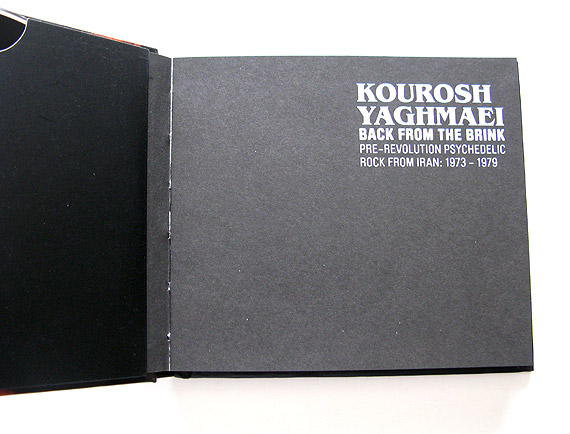 KOUROSH
YAGHMAEI
BACK FROM THE BRINK
PRE-REVOLUTION PSYCHEDELIC
ROCK FROM IRAN: 1973 - 1979